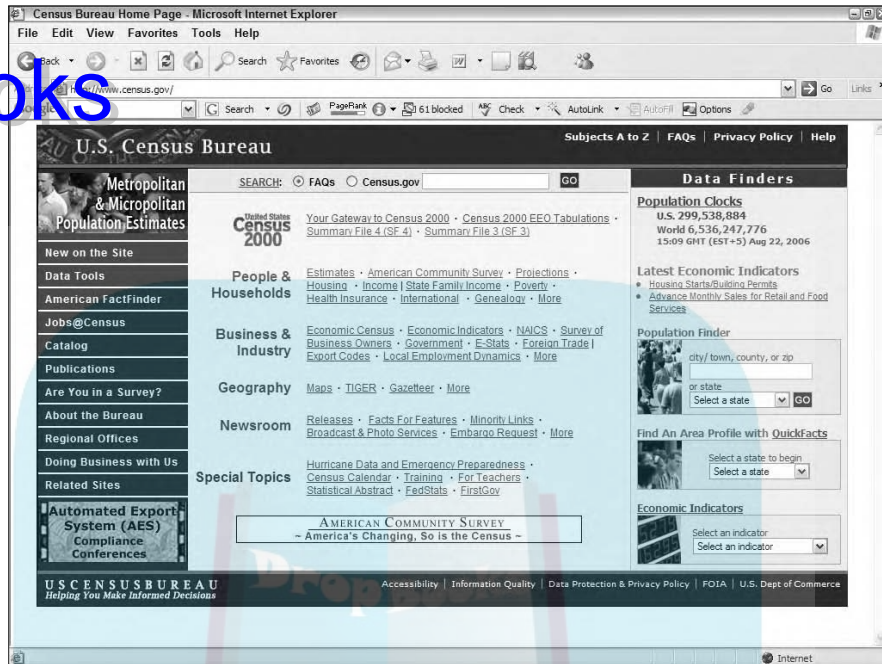 Census Bureau Home Page - Microsoft Internet Explorer
File Edit View Favorites Tools Help
Back Search Favorites
oks
http://www.census.gov/ Go Links
Search PageRank 61 blocked Check AutoLink AutoFill Options
U.S. Census Bureau
Subjects A to Z | FAQs | Privacy Policy | Help
Metropolitan
& Micropolitan
Population Estimates
New on the Site
Data Tools
American FactFinder
Jobs@Census
Catalog
Publications
Are You in a Survey?
About the Bureau
Regional Offices
Doing Business with Us
Related Sites
Automated Export
System (AES)
Compliance
Conferences
SEARCH: FAQs Census.gov GO
United States
Census
2000
Your Gateway to Census 2000 · Census 2000 EEO Tabulations ·
Summary File 4 (SF 4) · Summary File 3 (SF 3)
People &
Households
Estimates · American Community Survey · Projections ·
Housing · Income | State Family Income · Poverty ·
Health Insurance · International · Genealogy · More
Business &
Industry
Economic Census · Economic Indicators · NAICS · Survey of
Business Owners · Government · E-Stats · Foreign Trade |
Export Codes · Local Employment Dynamics · More
Geography
Maps · TIGER · Gazetteer · More
Newsroom
Releases · Facts For Features · Minority Links ·
Broadcast & Photo Services · Embargo Request · More
Special Topics
Hurricane Data and Emergency Preparedness ·
Census Calendar · Training · For Teachers ·
Statistical Abstract · FedStats · FirstGov
AMERICAN COMMUNITY SURVEY
~ America's Changing, So is the Census ~
Data Finders
Population Clocks
U.S. 299,538,884
World 6,536,247,776
15:09 GMT (EST+5) Aug 22, 2006
Latest Economic Indicators
Housing Starts/Building Permits
Advance Monthly Sales for Retail and Food
Services
Population Finder
city/ town, county, or zip
or state
Select a state GO
Find An Area Profile with QuickFacts
Select a state to begin
Select a state
Economic Indicators
Select an indicator
Select an indicator
USCENSUSBUREAU
Helping You Make Informed Decisions
Accessibility | Information Quality | Data Protection & Privacy Policy | FOIA | U.S. Dept of Commerce
Drop Books
Internet